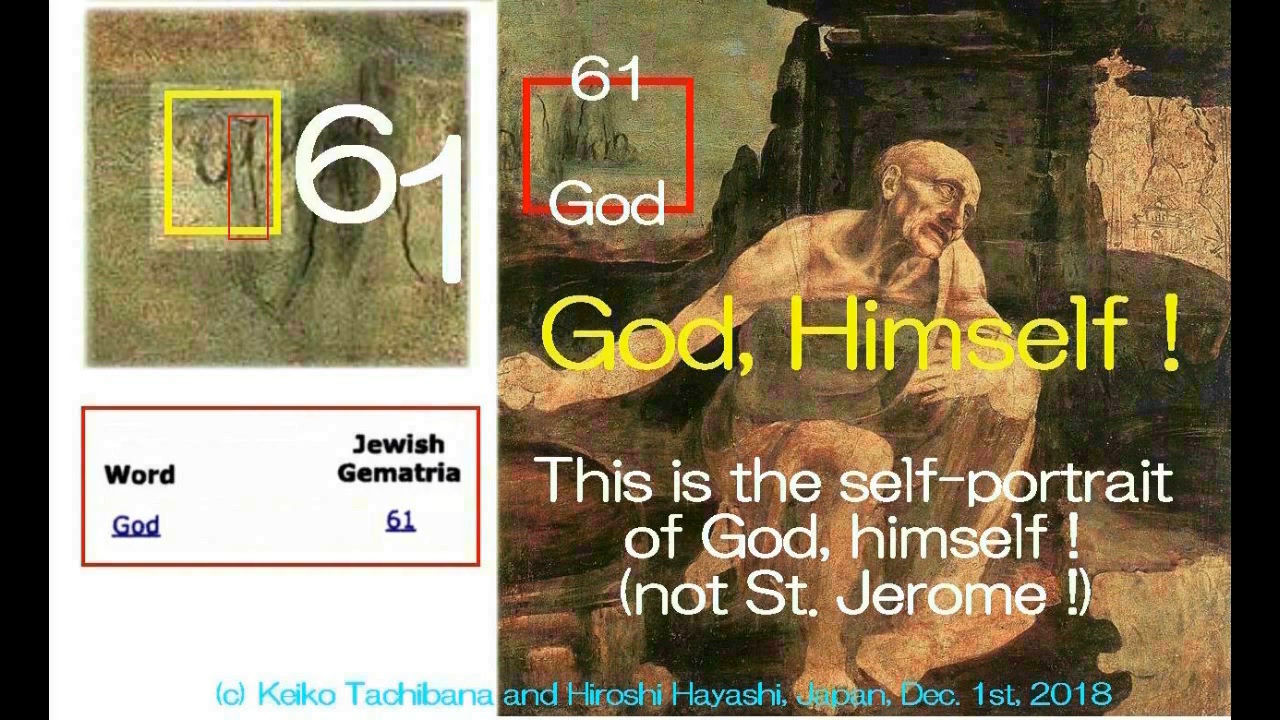 61
61
God
God, Himself !
Jewish
Word Gematria
God 61
This is the self-portrait
of God, himself !
(not St. Jerome !)
(c) Keiko Tachibana and Hiroshi Hayashi, Japan, Dec. 1st, 2018